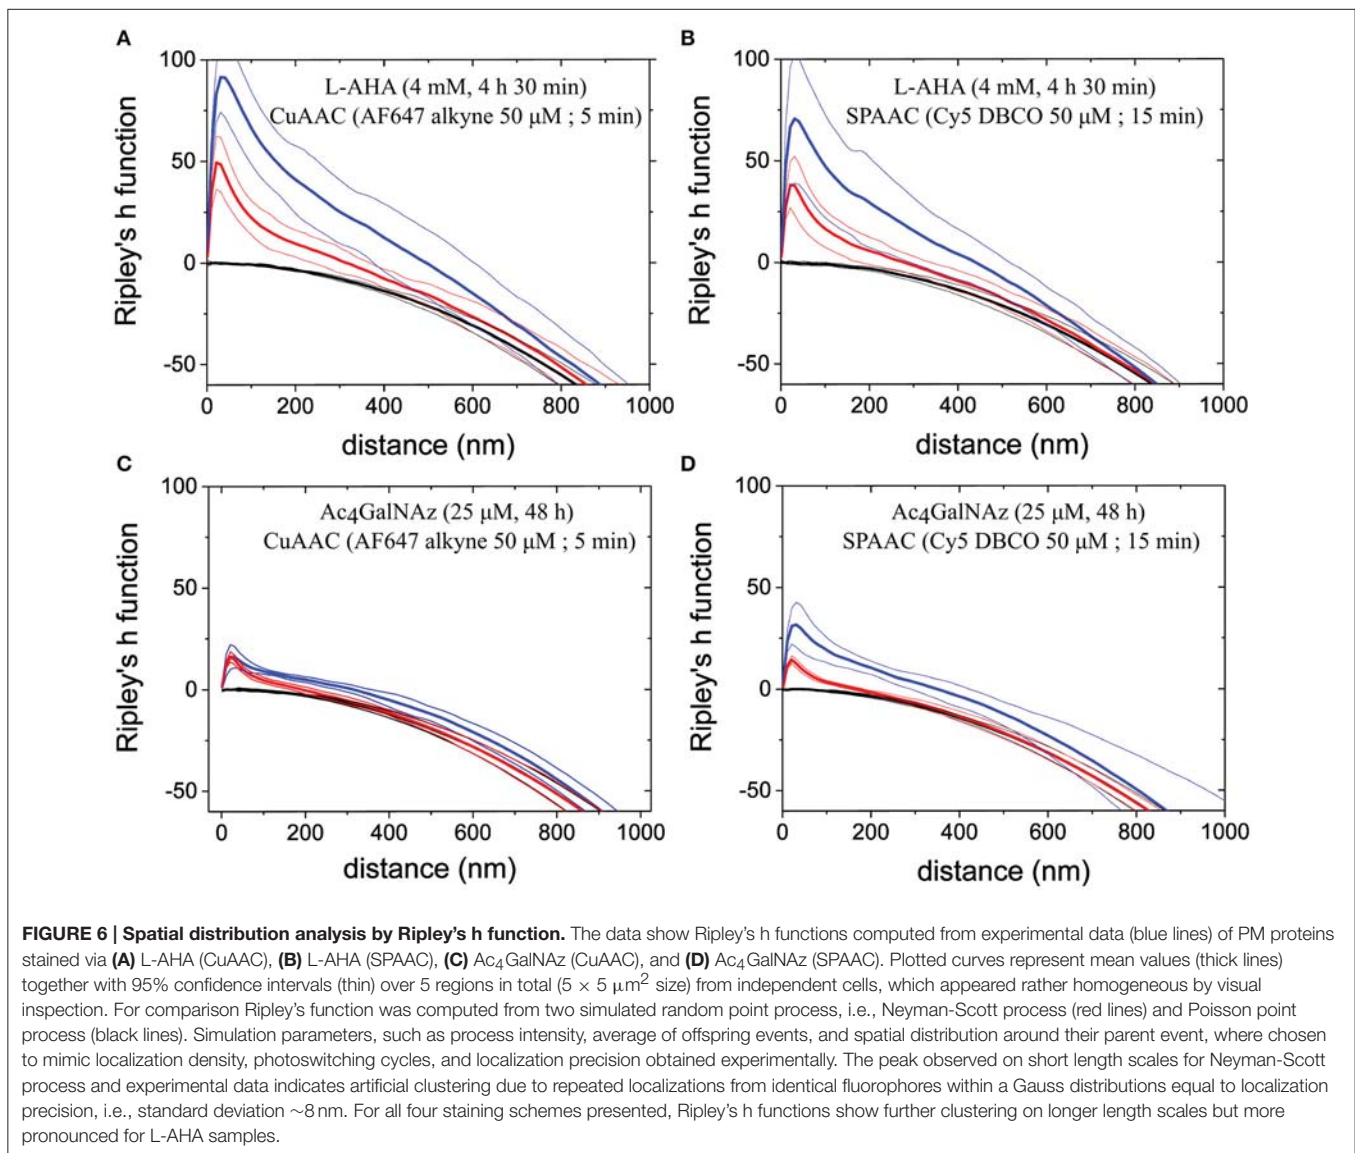 A
100
50
0
-50
Ripley's h function
L-AHA (4 mM, 4 h 30 min)
CuAAC (AF647 alkyne 50 μM ; 5 min)
0 200 400 600 800 1000
distance (nm)
B
100
50
0
-50
Ripley's h function
L-AHA (4 mM, 4 h 30 min)
SPAAC (Cy5 DBCO 50 μM ; 15 min)
0 200 400 600 800 1000
distance (nm)
C
100
50
0
-50
Ripley's h function
Ac4GalNAz (25 μM, 48 h)
CuAAC (AF647 alkyne 50 μM ; 5 min)
0 200 400 600 800 1000
distance (nm)
D
100
50
0
-50
Ripley's h function
Ac4GalNAz (25 μM, 48 h)
SPAAC (Cy5 DBCO 50 μM ; 15 min)
0 200 400 600 800 1000
distance (nm)
FIGURE 6 | Spatial distribution analysis by Ripley's h function. The data show Ripley's h functions computed from experimental data (blue lines) of PM proteins
stained via (A) L-AHA (CuAAC), (B) L-AHA (SPAAC), (C) Ac4GalNAz (CuAAC), and (D) Ac4GalNAz (SPAAC). Plotted curves represent mean values (thick lines)
together with 95% confidence intervals (thin) over 5 regions in total (5 × 5 μm² size) from independent cells, which appeared rather homogeneous by visual
inspection. For comparison Ripley's function was computed from two simulated random point process, i.e., Neyman-Scott process (red lines) and Poisson point
process (black lines). Simulation parameters, such as process intensity, average of offspring events, and spatial distribution around their parent event, where chosen
to mimic localization density, photoswitching cycles, and localization precision obtained experimentally. The peak observed on short length scales for Neyman-Scott
process and experimental data indicates artificial clustering due to repeated localizations from identical fluorophores within a Gauss distributions equal to localization
precision, i.e., standard deviation ~8 nm. For all four staining schemes presented, Ripley's h functions show further clustering on longer length scales but more
pronounced for L-AHA samples.